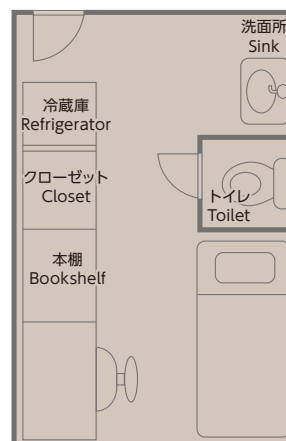 洗面所
Sink
冷蔵庫
Refrigerator
クローゼット
Closet
トイレ
Toilet
本棚
Bookshelf